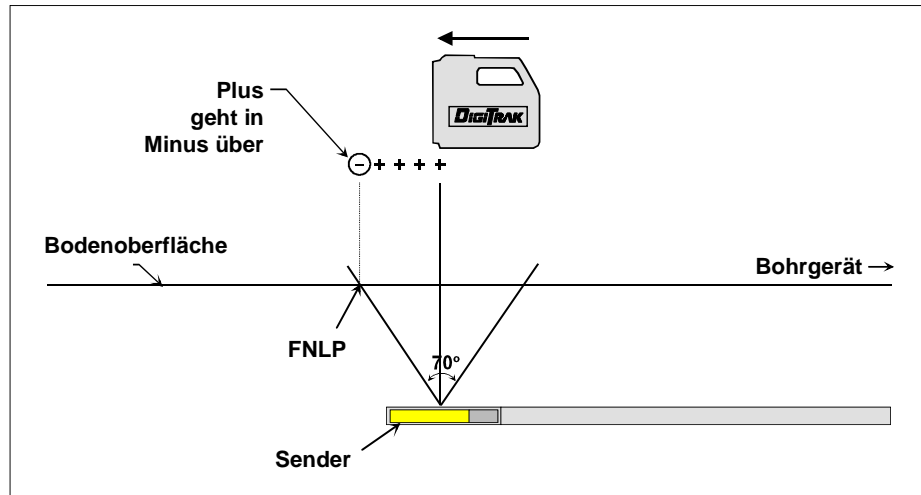 Plus
geht in
Minus über
DIGITRAK
− + + + +
Bodenoberfläche
Bohrgerät
FNLP
70°
Sender